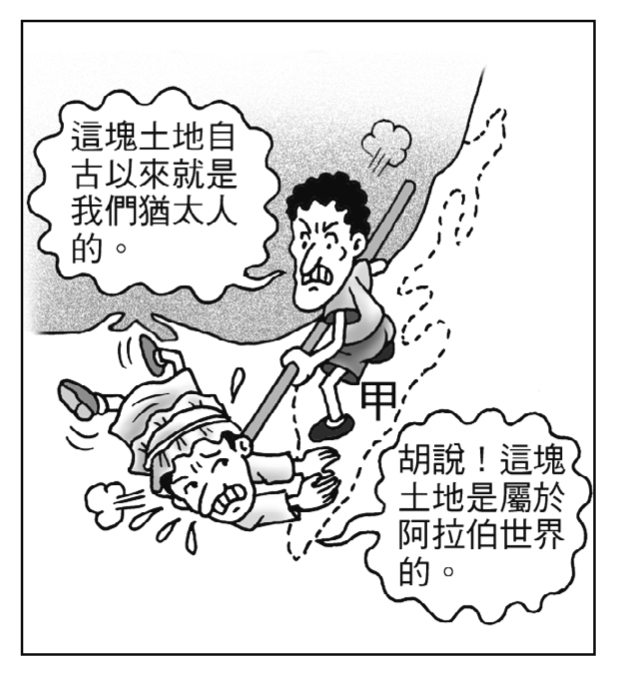 這塊土地自
古以來就是
我們猶太人
的。
甲
胡說！這塊
土地是屬於
阿拉伯世界
的。